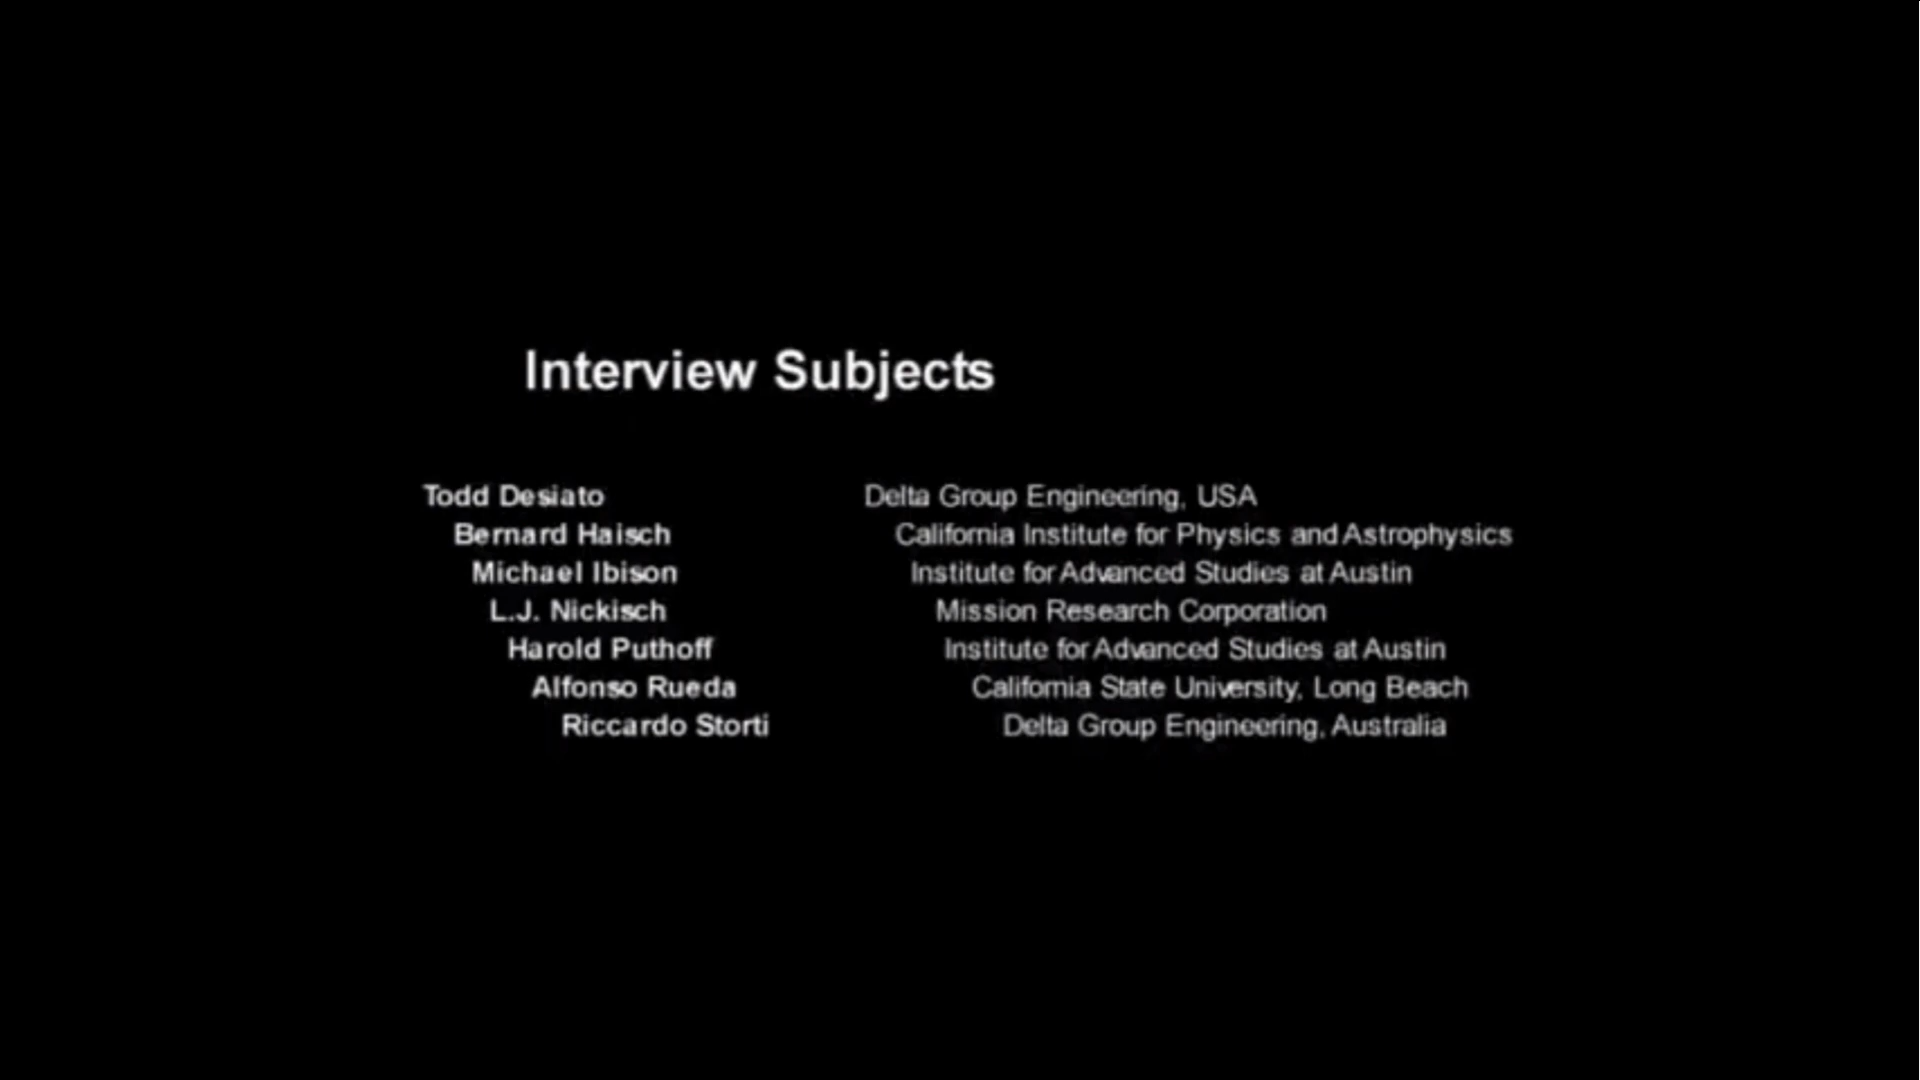 Interview Subjects
Todd Desiato Delta Group Engineering, USA
Bernard Haisch California Institute for Physics and Astrophysics
Michael Ibison Institute for Advanced Studies at Austin
L.J. Nickisch Mission Research Corporation
Harold Puthoff Institute for Advanced Studies at Austin
Alfonso Rueda California State University, Long Beach
Riccardo Storti Delta Group Engineering, Australia